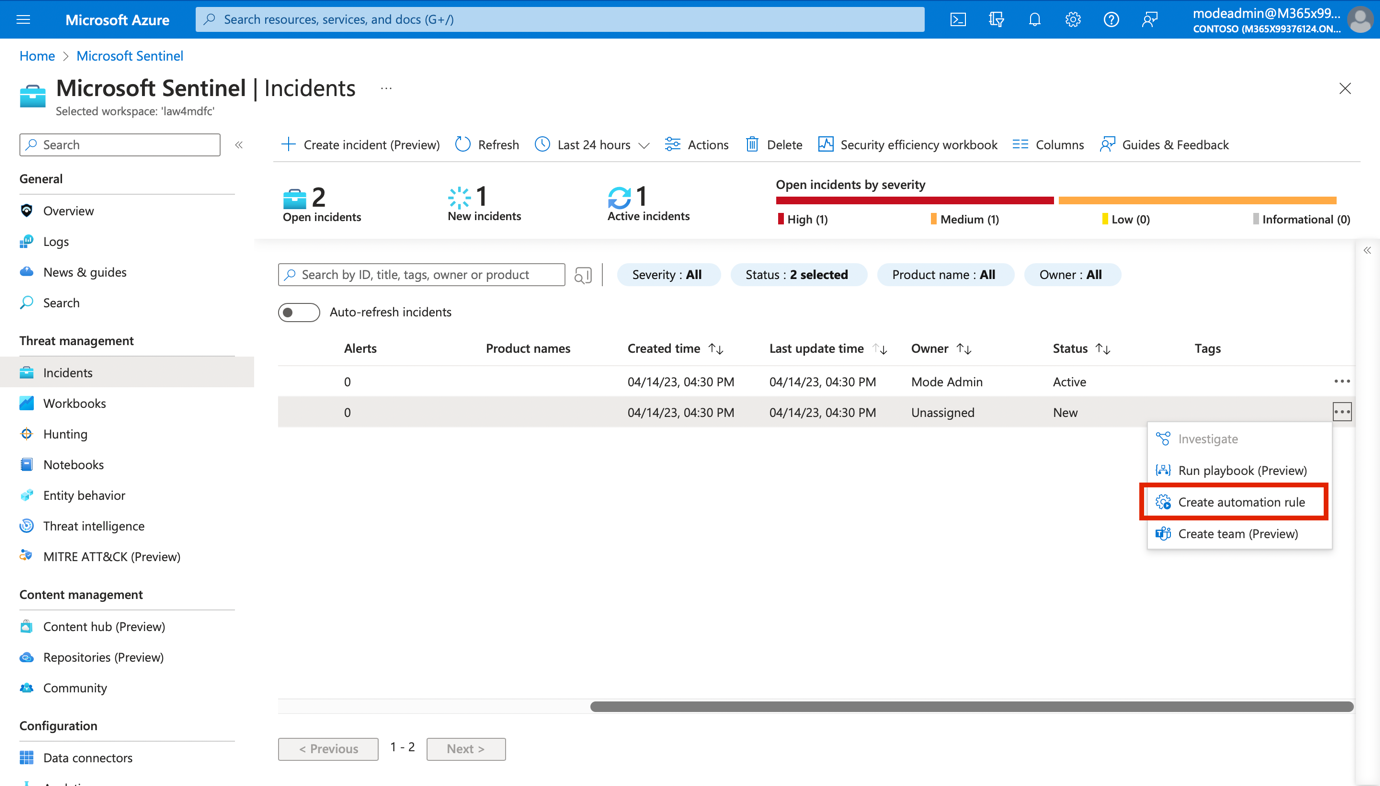 Microsoft Azure
Search resources, services, and docs (G+/)
modeadmin@M365x99...
CONTOSO (M365X99376124.ON...
Home > Microsoft Sentinel
Microsoft Sentinel | Incidents ...
Selected workspace: 'law4mdfc'
Search
«
General
Overview
Logs
News & guides
Search
Threat management
Incidents
Workbooks
Hunting
Notebooks
Entity behavior
Threat intelligence
MITRE ATT&CK (Preview)
Content management
Content hub (Preview)
Repositories (Preview)
Community
Configuration
Data connectors
Create incident (Preview)
Refresh
Last 24 hours
Actions
Delete
Security efficiency workbook
Columns
Guides & Feedback
2
Open incidents
1
New incidents
1
Active incidents
Open incidents by severity
High (1)
Medium (1)
Low (0)
Informational (0)
«
Search by ID, title, tags, owner or product
Severity : All
Status : 2 selected
Product name : All
Owner : All
Auto-refresh incidents
Alerts Product names Created time Last update time Owner Status Tags
0 04/14/23, 04:30 PM 04/14/23, 04:30 PM Mode Admin Active
0 04/14/23, 04:30 PM 04/14/23, 04:30 PM Unassigned New
Investigate
Run playbook (Preview)
Create automation rule
Create team (Preview)
< Previous 1 - 2 Next >